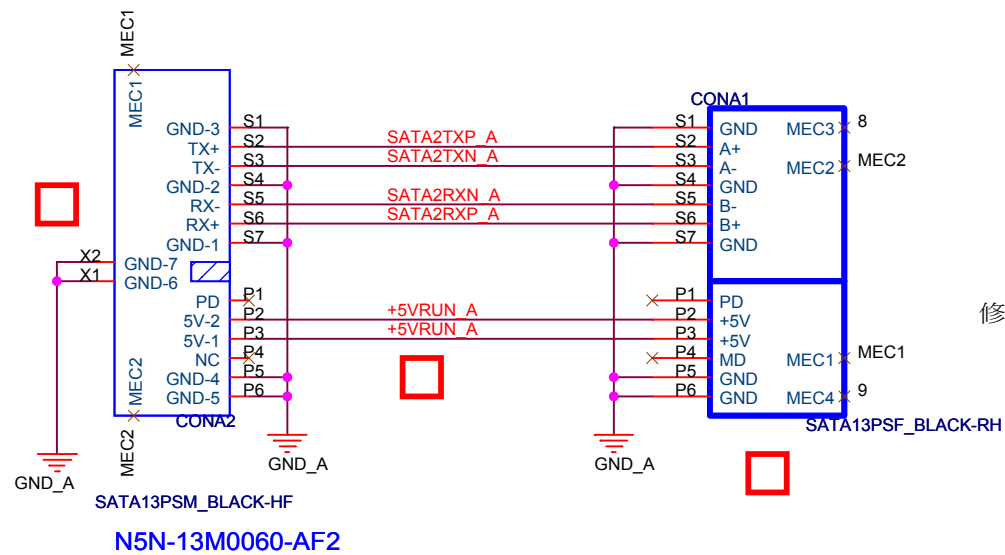 MEC1
MEC1
GND-3 S1
TX+ S2
TX- S3
GND-2 S4
RX- S5
RX+ S6
GND-1 S7
X2 GND-7
X1 GND-6
PD P1
5V-2 P2
5V-1 P3
NC P4
GND-4 P5
GND-5 P6
MEC2
MEC2
CONA2
GND_A
GND_A
SATA13PSM_BLACK-HF
N5N-13M0060-AF2
SATA2TXP_A
SATA2TXN_A
SATA2RXN_A
SATA2RXP_A
+5VRUN_A
+5VRUN_A
CONA1
S1 GND MEC3 8
S2 A+
S3 A- MEC2 MEC2
S4 GND
S5 B-
S6 B+
S7 GND
P1 PD
P2 +5V
P3 +5V
P4 MD MEC1 MEC1
P5 GND
P6 GND MEC4 9
SATA13PSF_BLACK-RH
GND_A
修